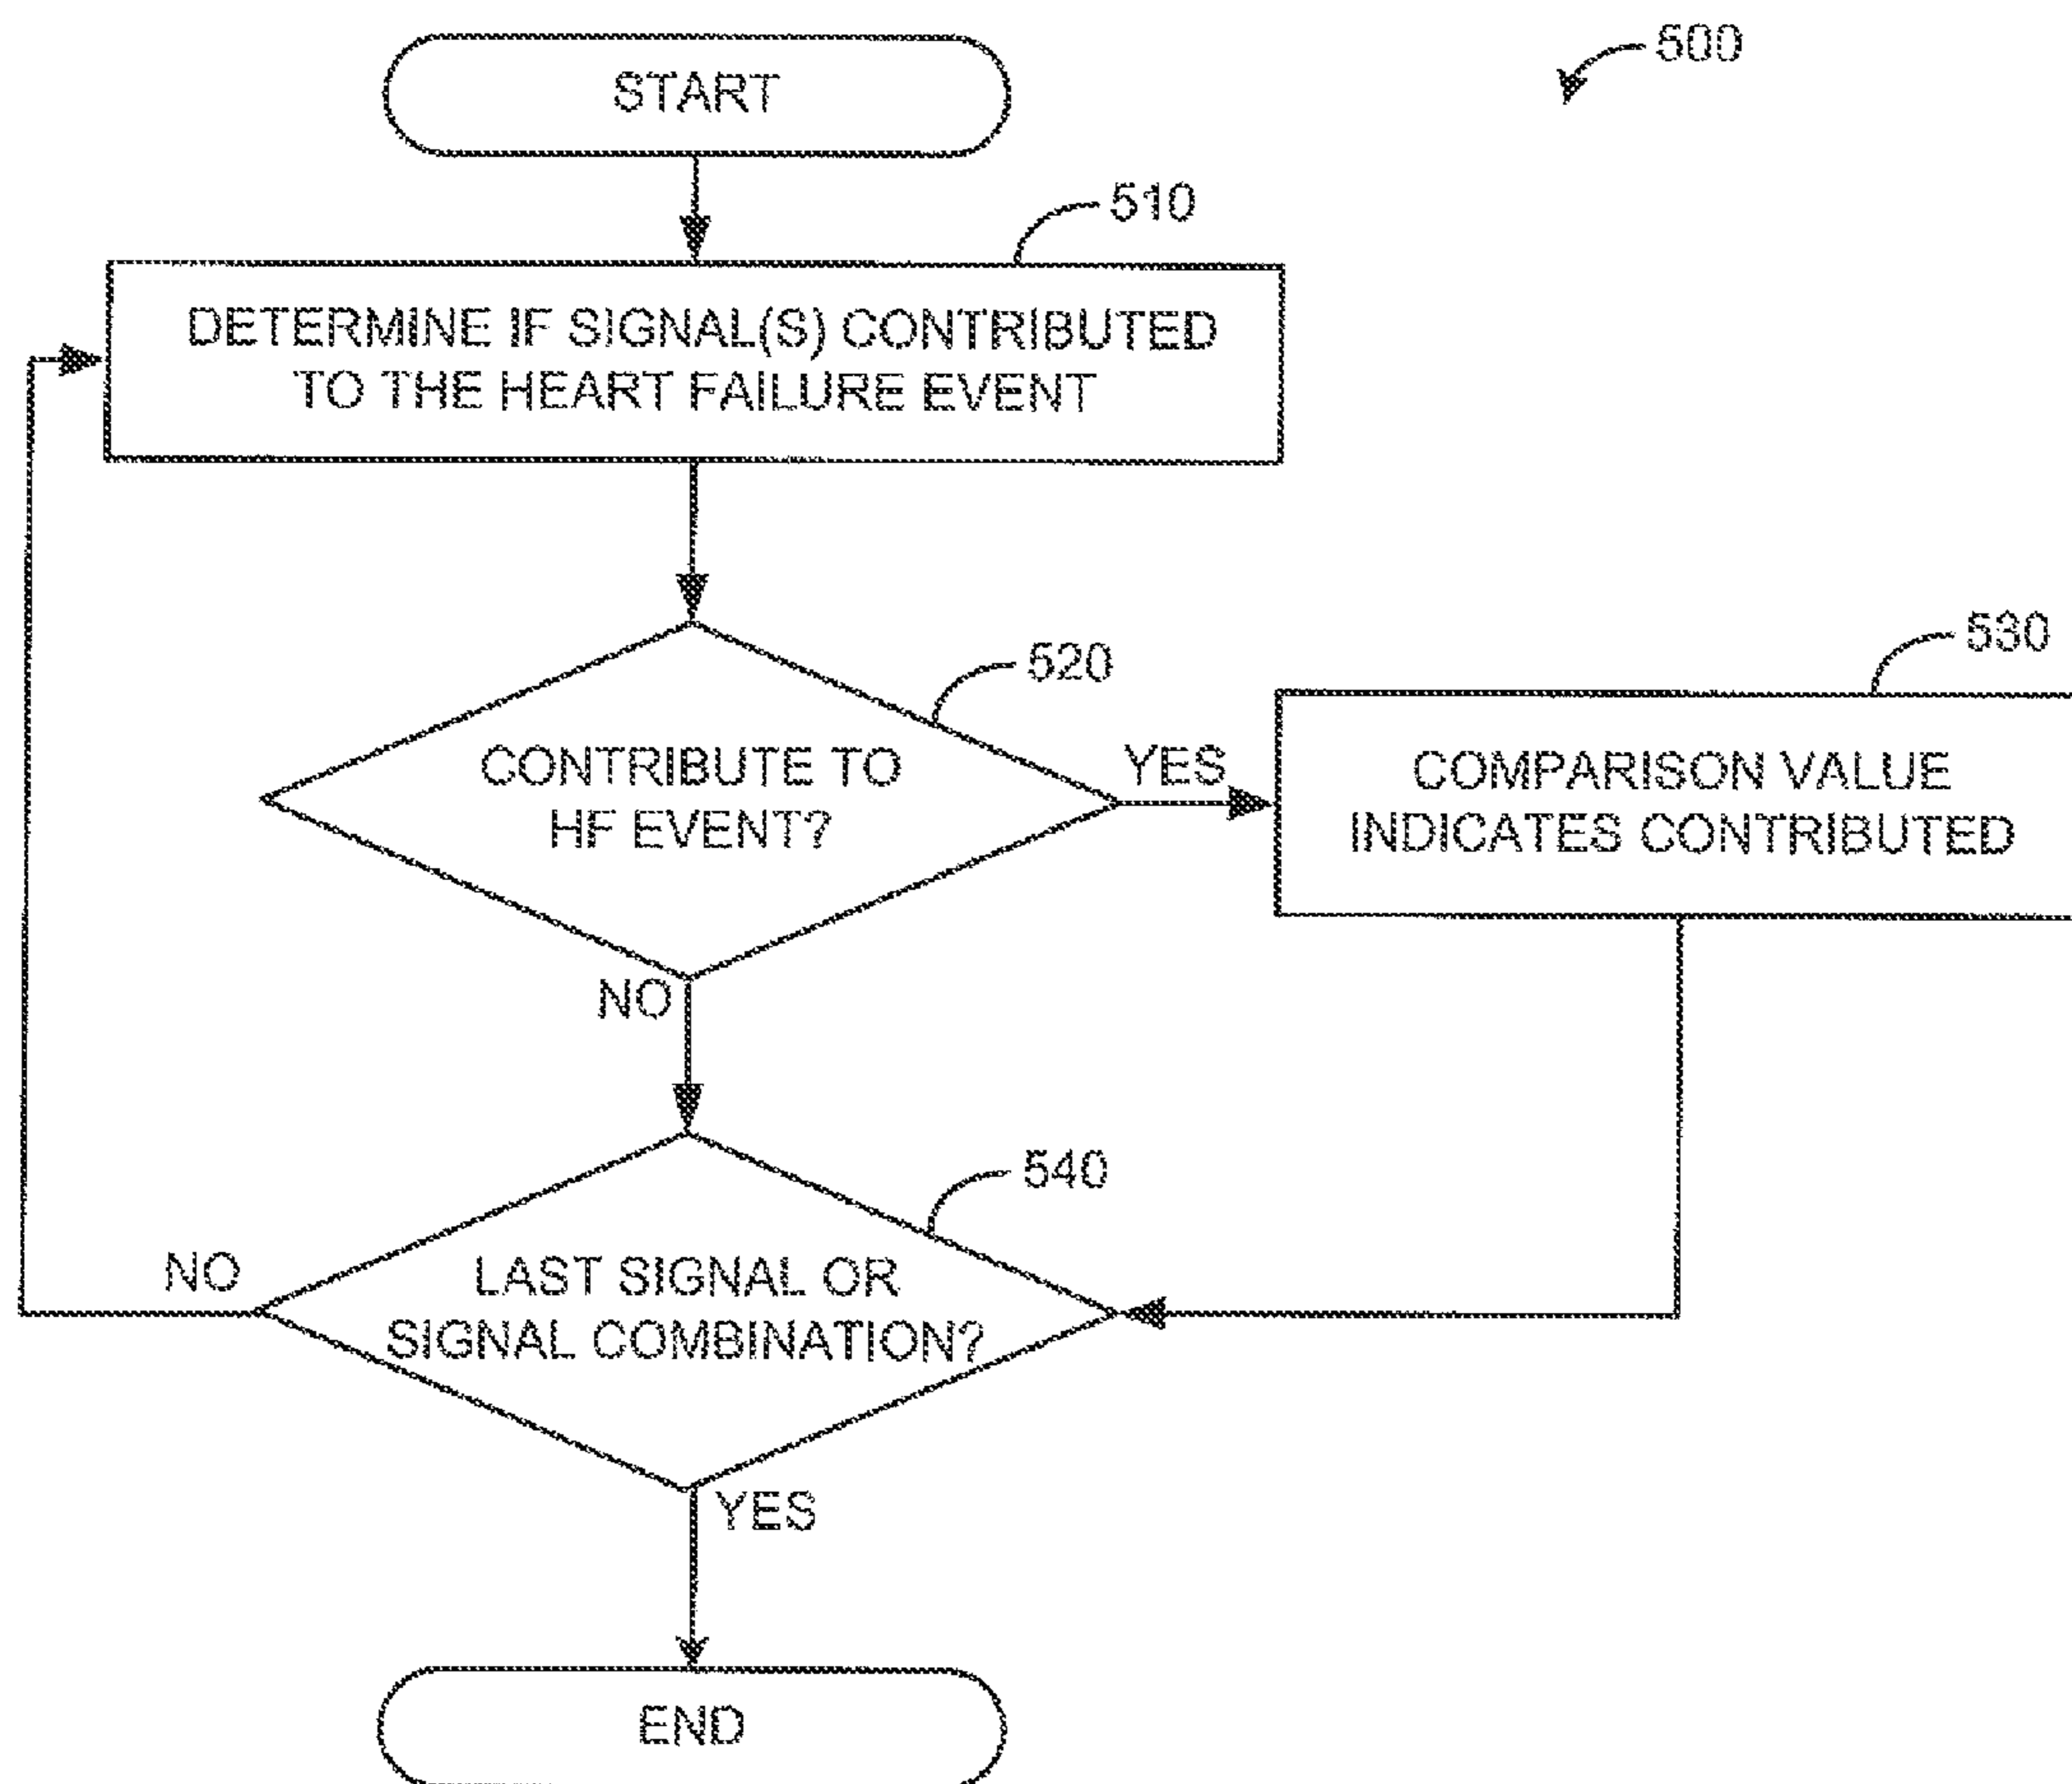 START
500
510
DETERMINE IF SIGNAL(S) CONTRIBUTED
TO THE HEART FAILURE EVENT
520
CONTRIBUTE TO
HF EVENT?
YES
530
COMPARISON VALUE
INDICATES CONTRIBUTED
NO
540
LAST SIGNAL OR
SIGNAL COMBINATION?
NO
YES
END